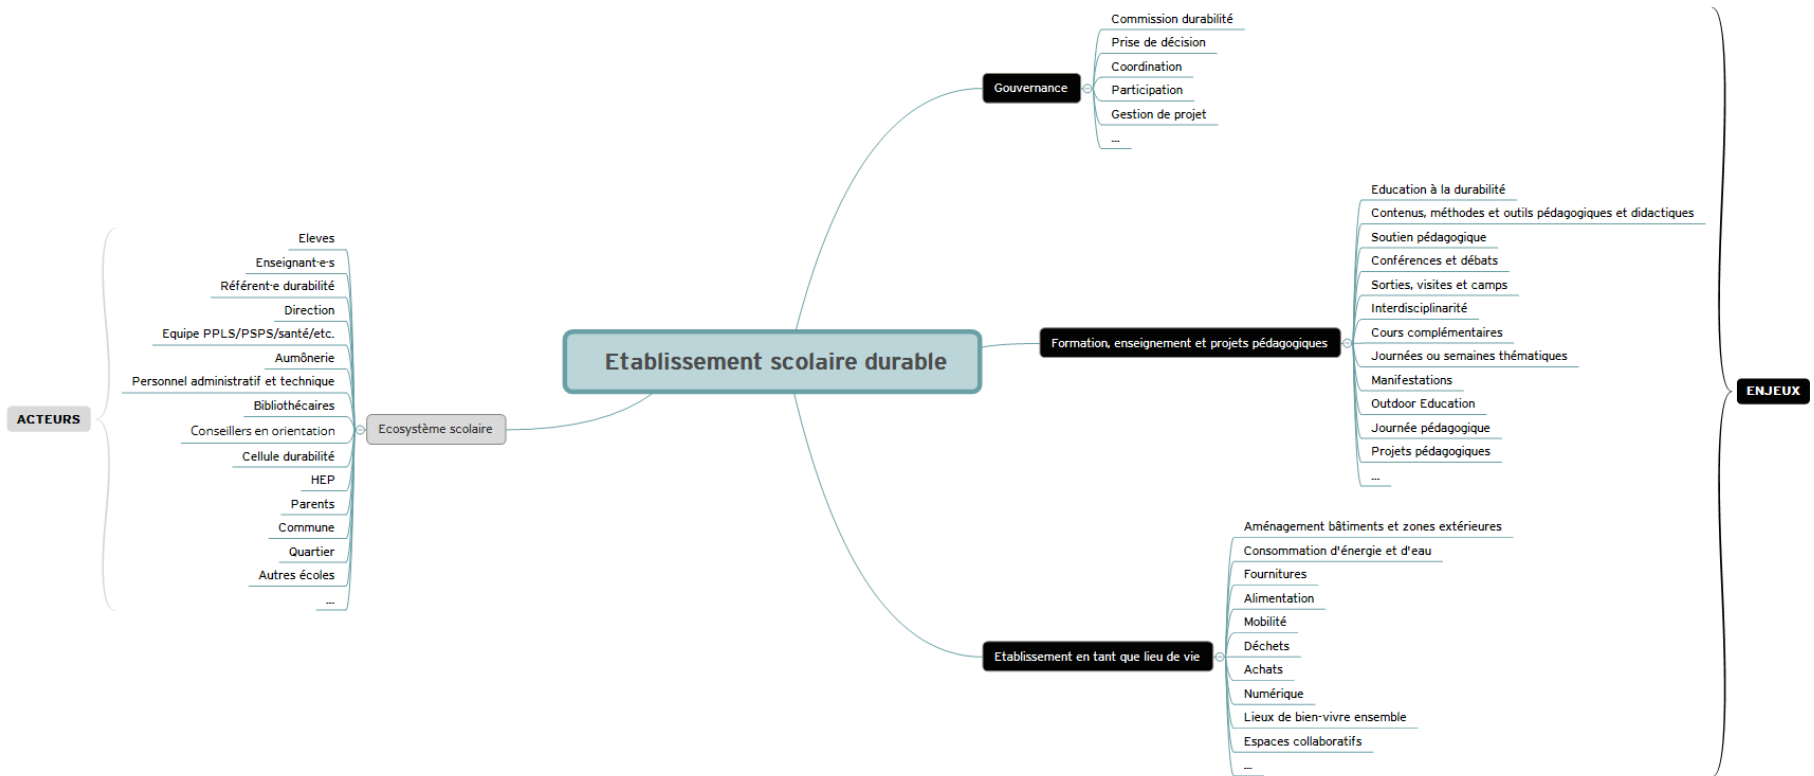 Etablissement scolaire durable
Gouvernance
Commission durabilité
Prise de décision
Coordination
Participation
Gestion de projet
...
Formation, enseignement et projets pédagogiques
Education à la durabilité
Contenus, méthodes et outils pédagogiques et didactiques
Soutien pédagogique
Conférences et débats
Sorties, visites et camps
Interdisciplinarité
Cours complémentaires
Journées ou semaines thématiques
Manifestations
Outdoor Education
Journée pédagogique
Projets pédagogiques
...
Etablissement en tant que lieu de vie
Aménagement bâtiments et zones extérieures
Consommation d'énergie et d'eau
Fournitures
Alimentation
Mobilité
Déchets
Achats
Numérique
Lieux de bien-vivre ensemble
Espaces collaboratifs
...
ENJEUX
Ecosystème scolaire
Eleves
Enseignant·e·s
Référent·e durabilité
Direction
Equipe PPLS/PSPS/santé/etc.
Aumônerie
Personnel administratif et technique
Bibliothécaires
Conseillers en orientation
Cellule durabilité
HEP
Parents
Commune
Quartier
Autres écoles
...
ACTEURS